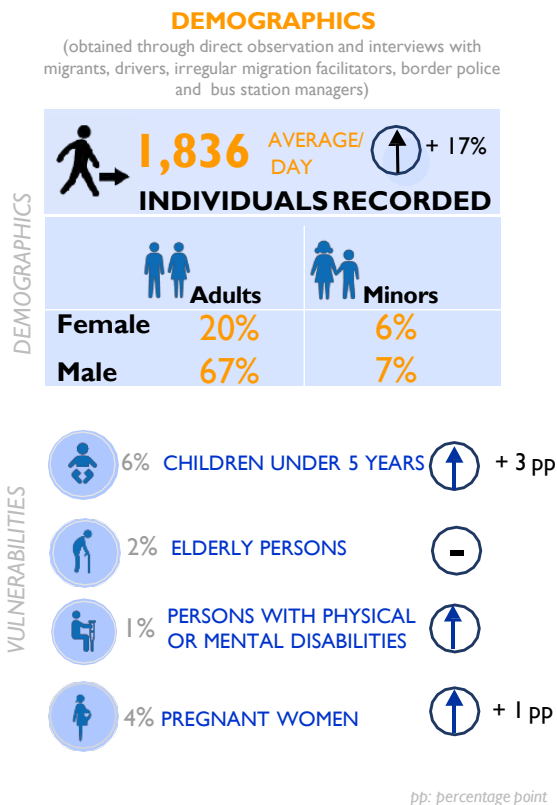 DEMOGRAPHICS
(obtained through direct observation and interviews with
migrants, drivers, irregular migration facilitators, border police
and bus station managers)
DEMOGRAPHICS
1,836 AVERAGE/
DAY
+ 17%
INDIVIDUALS RECORDED
Adults Minors
Female 20% 6%
Male 67% 7%
VULNERABILITIES
6% CHILDREN UNDER 5 YEARS + 3 pp
2% ELDERLY PERSONS -
1% PERSONS WITH PHYSICAL
OR MENTAL DISABILITIES
4% PREGNANT WOMEN + 1 pp
pp: percentage point